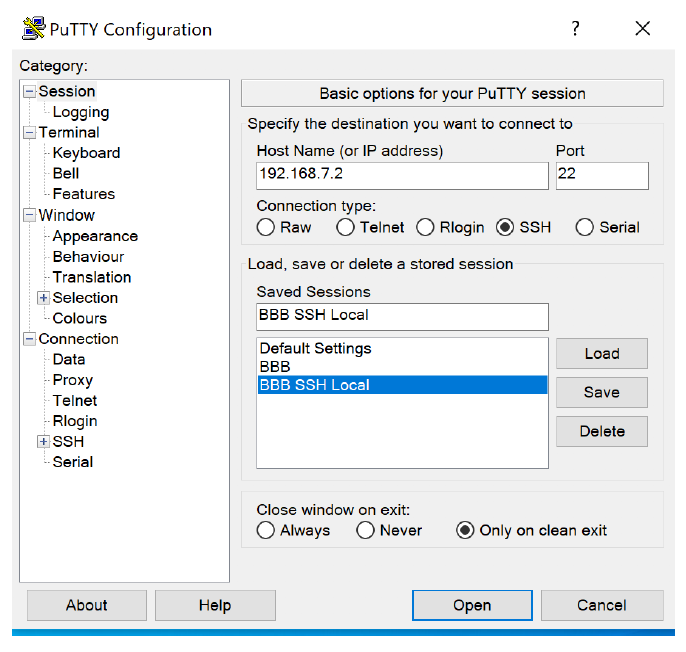 PuTTY Configuration
?
Category:
Session
Logging
Terminal
Keyboard
Bell
Features
Window
Appearance
Behaviour
Translation
Selection
Colours
Connection
Data
Proxy
Telnet
Rlogin
SSH
Serial
Basic options for your PuTTY session
Specify the destination you want to connect to
Host Name (or IP address) Port
192.168.7.2 22
Connection type:
Raw Telnet Rlogin SSH Serial
Load, save or delete a stored session
Saved Sessions
BBB SSH Local
Default Settings
BBB
BBB SSH Local
Load
Save
Delete
Close window on exit:
Always Never Only on clean exit
About Help Open Cancel